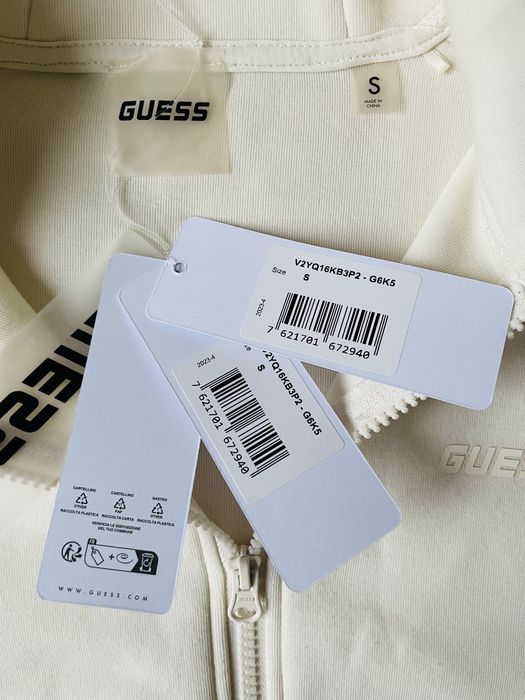 GUESS
S
MADE IN
CHINA
V2YQ16KB3P2 - G6K5
Size
S
2023-4
7 621701 672940
V2YQ16KB3P2 - G6K5
S
2023-4
7 621701 672940
GUES
CARTELLINO
OTHER
RACCOLTA PLASTICA
CARTELLINO
PAP
RACCOLTA CARTA
NASTRO
OTHER
RACCOLTA PLASTICA
VERIFICA LE DISPOSIZIONI
DEL TUO COMUNE
FR
WWW.GUESS.COM